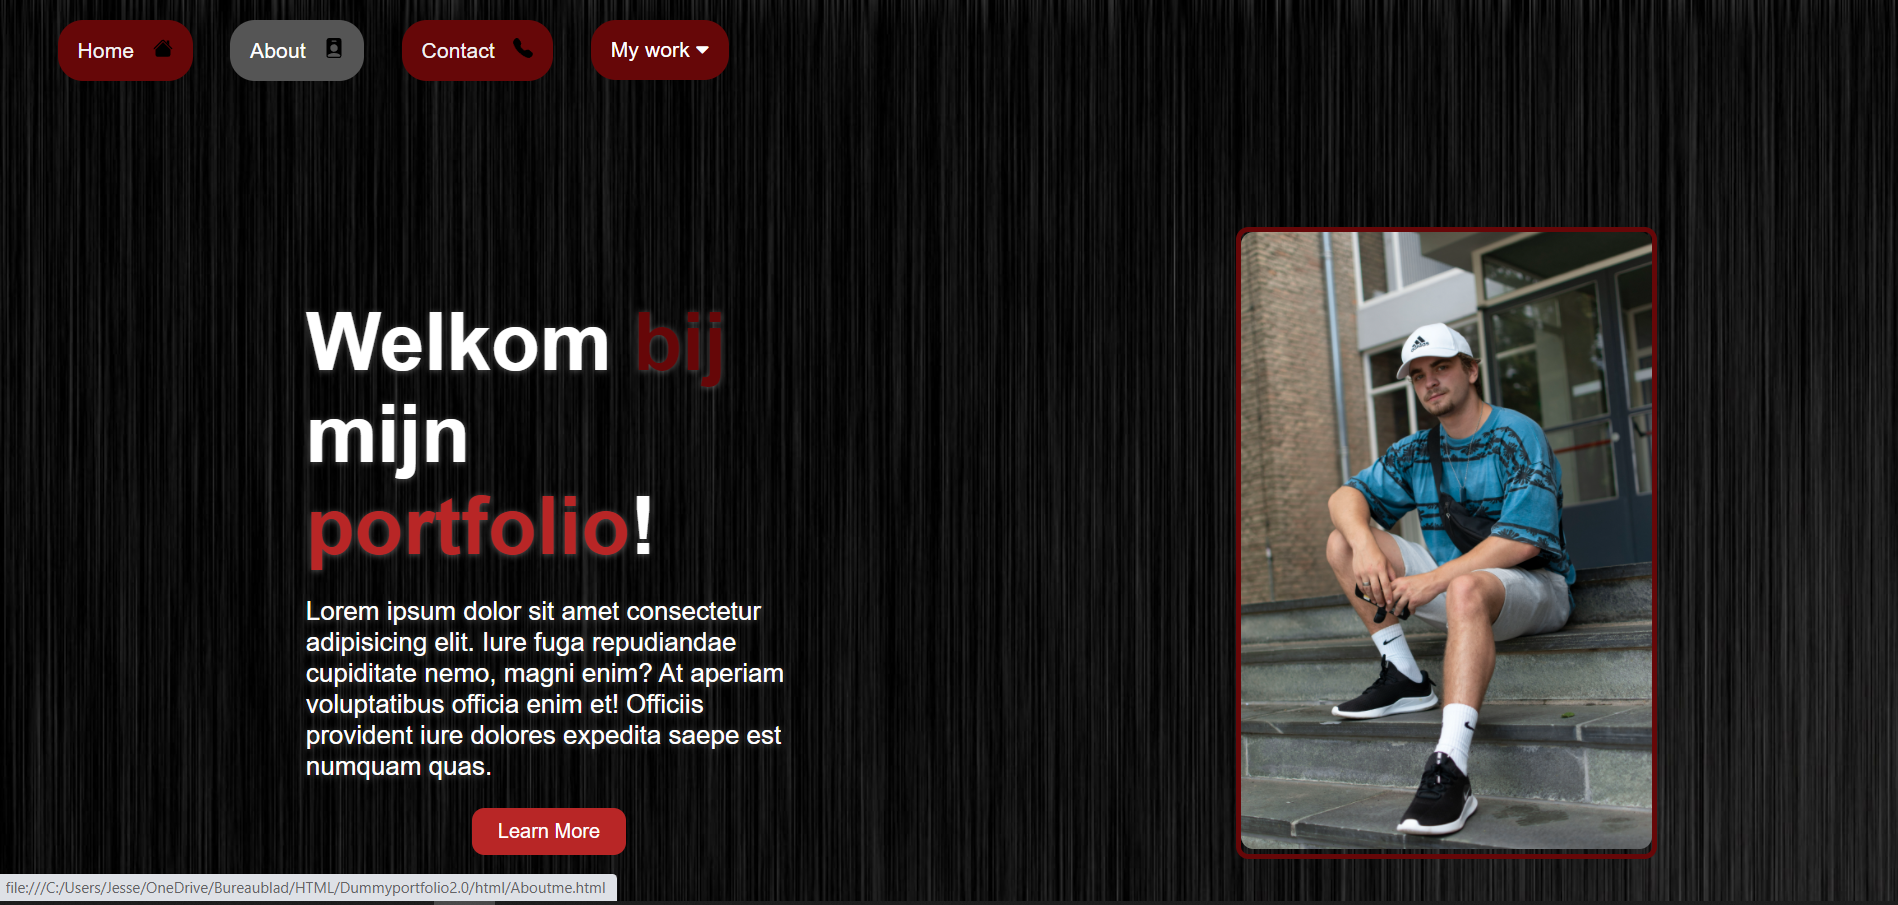 Home
About
Contact
My work
Welkom bij
mijn
portfolio!
Lorem ipsum dolor sit amet consectetur
adipisicing elit. Iure fuga repudiandae
cupiditate nemo, magni enim? At aperiam
voluptatibus officia enim et! Officiis
provident iure dolores expedita saepe est
numquam quas.
Learn More
file:///C:/Users/Jesse/OneDrive/Bureaublad/HTML/Dummyportfolio2.0/html/Aboutme.html